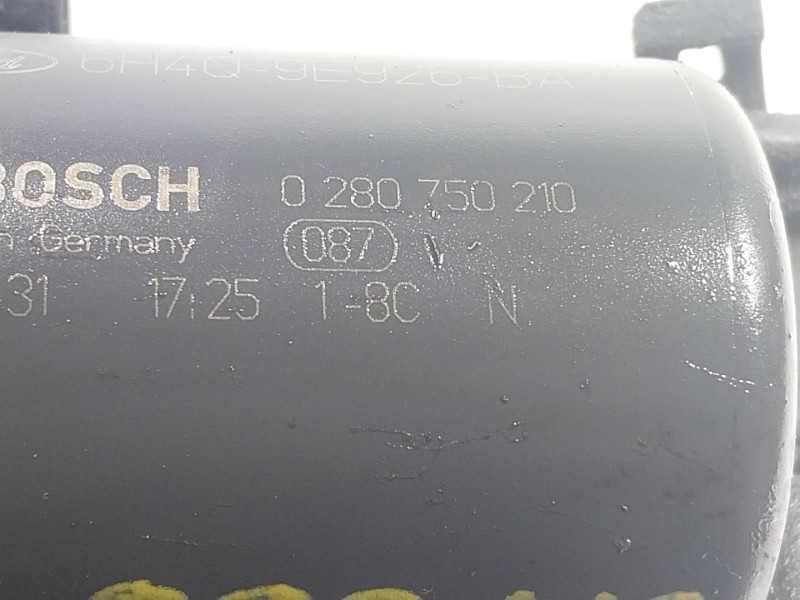 6H4Q-9E926-BA
BOSCH 0 280 750 210
Germany 087
31 17:25 1-8C N